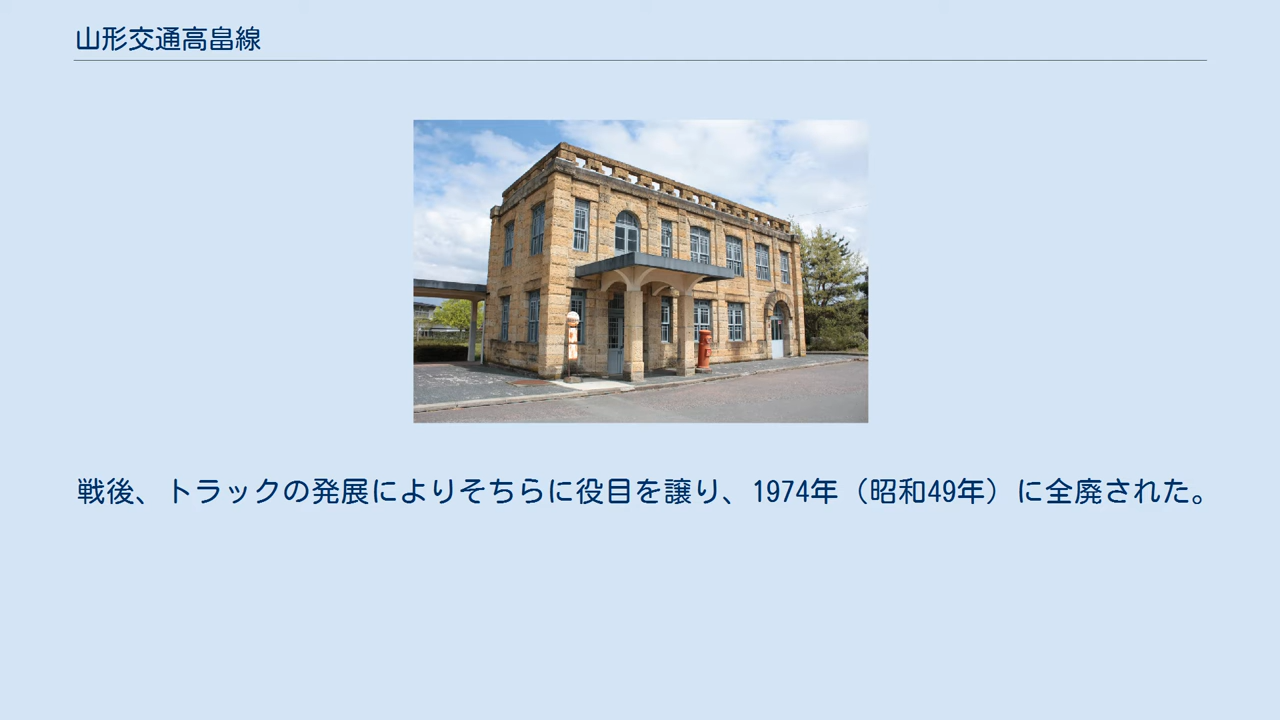 山形交通高畠線
戦後、トラックの発展によりそちらに役目を譲り、1974年（昭和49年）に全廃された。